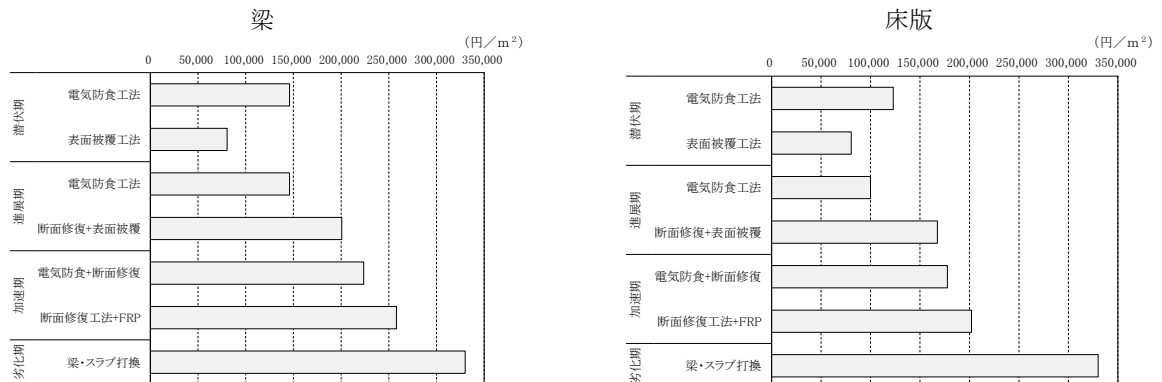 梁
(円/m²)
0 50,000 100,000 150,000 200,000 250,000 300,000 350,000
潜伏期
電気防食工法
表面被覆工法
進展期
電気防食工法
断面修復+表面被覆
加速期
電気防食+断面修復
断面修復工法+FRP
劣化期
梁・スラブ打換
床版
(円/m²)
0 50,000 100,000 150,000 200,000 250,000 300,000 350,000
潜伏期
電気防食工法
表面被覆工法
進展期
電気防食工法
断面修復+表面被覆
加速期
電気防食+断面修復
断面修復工法+FRP
劣化期
梁・スラブ打換